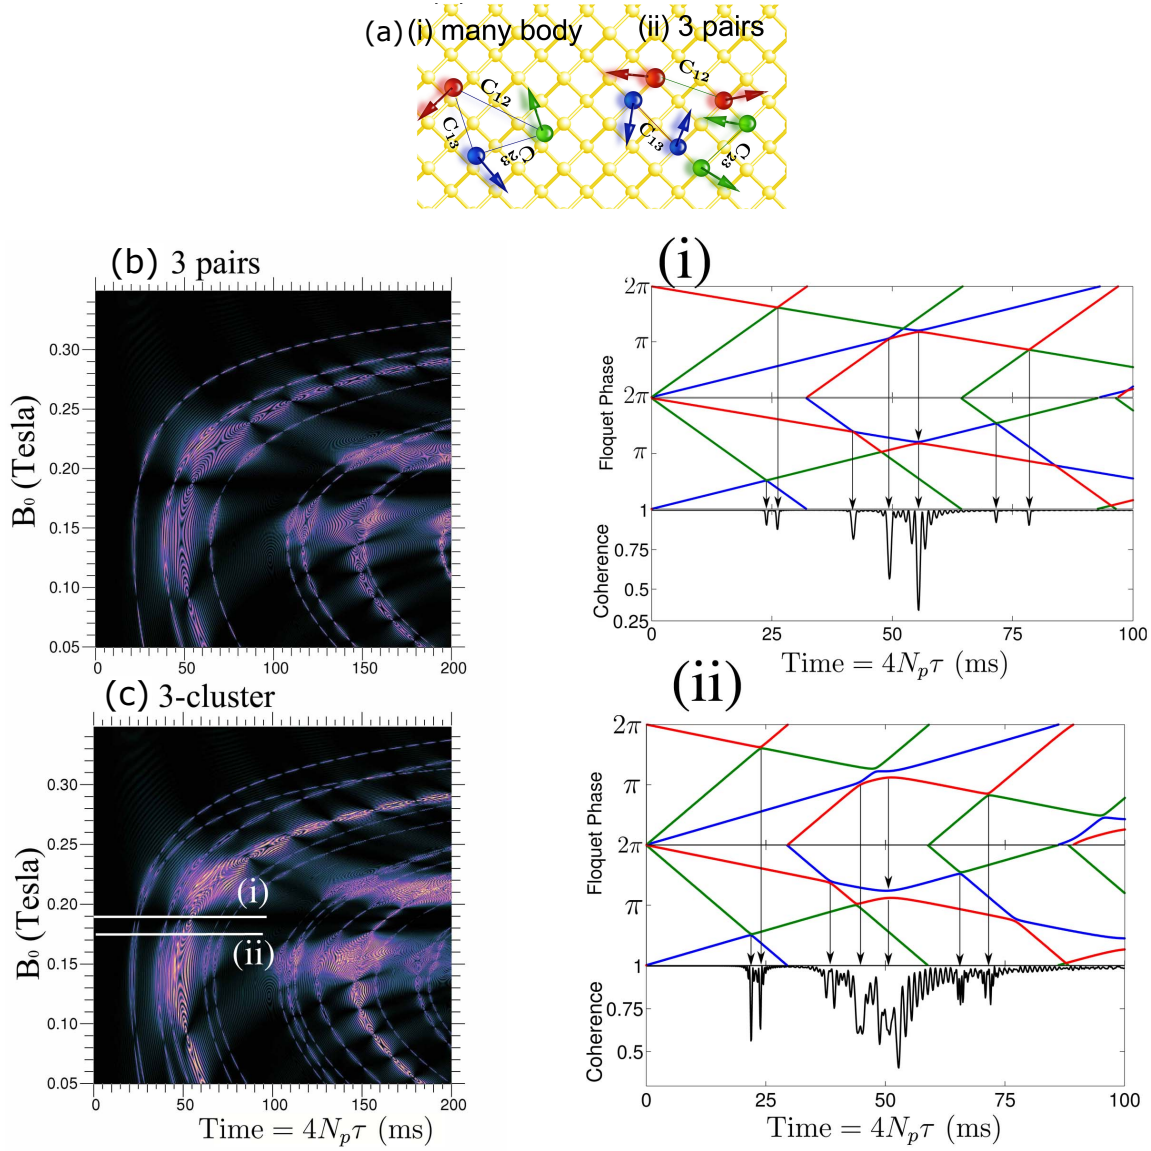 (a) (i) many body (ii) 3 pairs
C12
C13
C23
C12
C13
C23
(b) 3 pairs
0.30
0.25
0.20
0.15
0.10
0.05
B0 (Tesla)
0 50 100 150 200
(c) 3-cluster
0.30
0.25
0.20
0.15
0.10
0.05
B0 (Tesla)
(i)
(ii)
0 50 100 150 200
Time = 4Npτ (ms)
(i)
2π
π
2π
π
1
0.75
0.5
0.25
Floquet Phase
Coherence
0 25 50 75 100
Time = 4Npτ (ms)
(ii)
2π
π
2π
π
1
0.75
0.5
Floquet Phase
Coherence
0 25 50 75 100
Time = 4Npτ (ms)